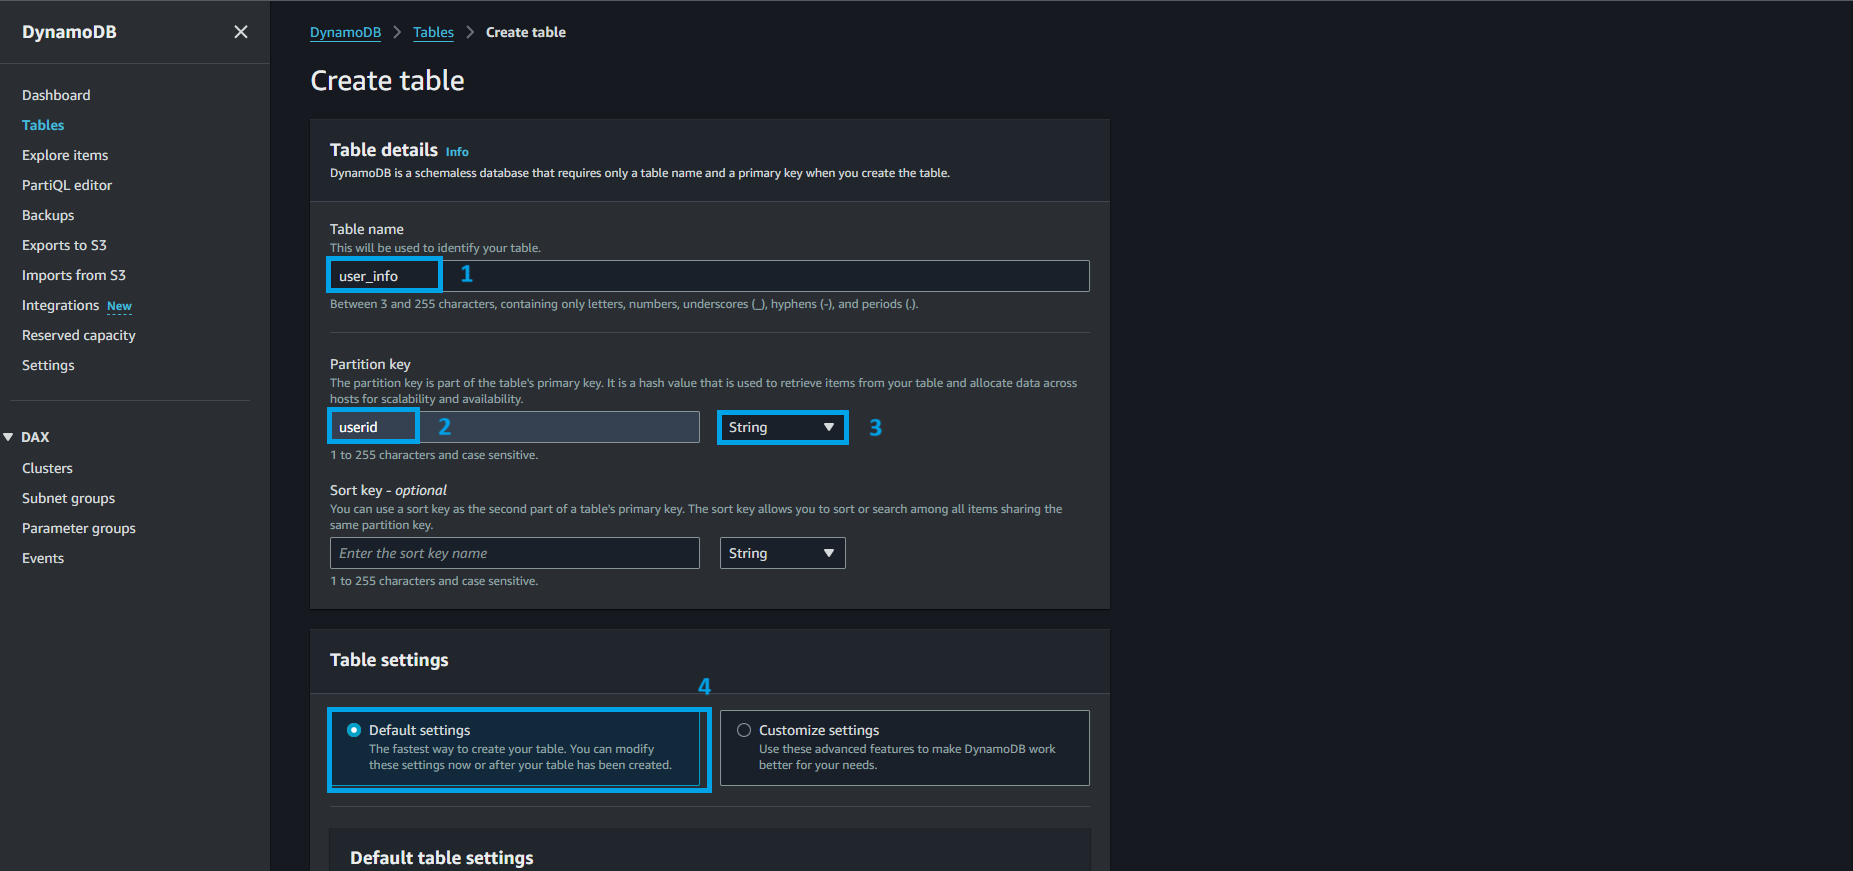 DynamoDB
Dashboard
Tables
Explore items
PartiQL editor
Backups
Exports to S3
Imports from S3
Integrations New
Reserved capacity
Settings
DAX
Clusters
Subnet groups
Parameter groups
Events
DynamoDB > Tables > Create table
Create table
Table details Info
DynamoDB is a schemaless database that requires only a table name and a primary key when you create the table.
Table name
This will be used to identify your table.
user_info 1
Between 3 and 255 characters, containing only letters, numbers, underscores (_), hyphens (-), and periods (.).
Partition key
The partition key is part of the table's primary key. It is a hash value that is used to retrieve items from your table and allocate data across
hosts for scalability and availability.
userid 2 String 3
1 to 255 characters and case sensitive.
Sort key - optional
You can use a sort key as the second part of a table's primary key. The sort key allows you to sort or search among all items sharing the
same partition key.
Enter the sort key name String
1 to 255 characters and case sensitive.
Table settings
4
Default settings
The fastest way to create your table. You can modify
these settings now or after your table has been created.
Customize settings
Use these advanced features to make DynamoDB work
better for your needs.
Default table settings